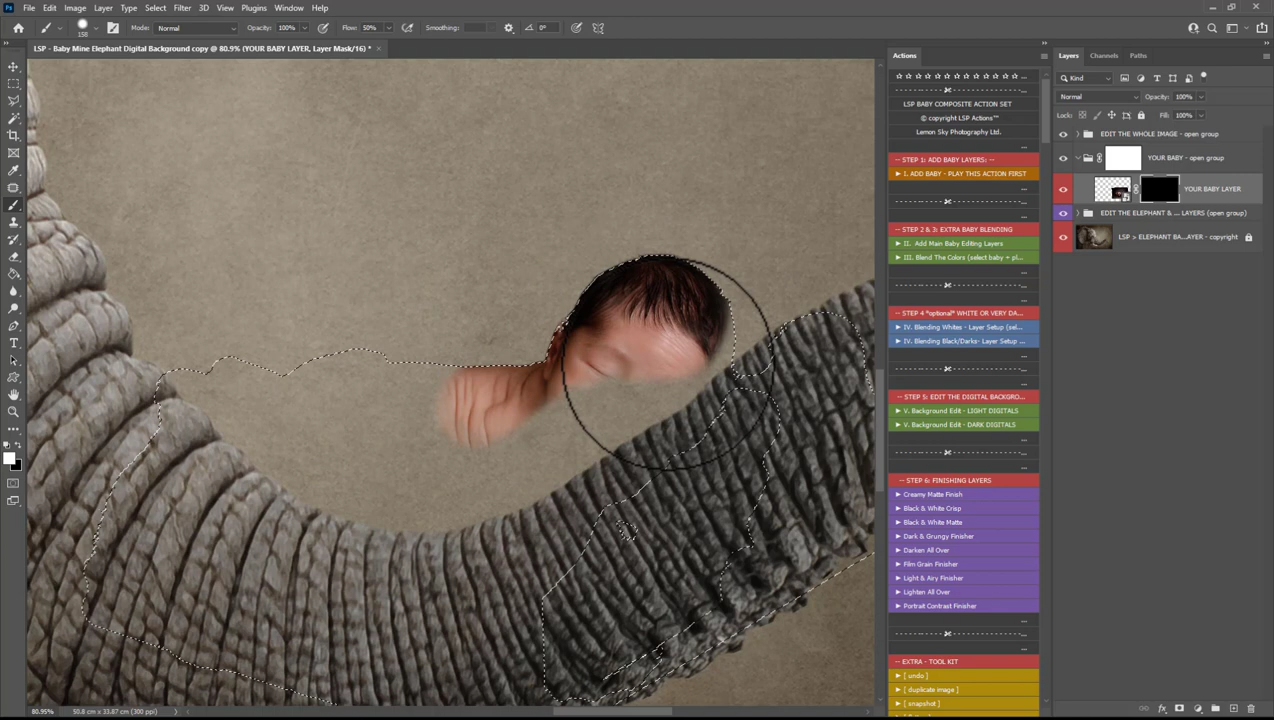 File Edit Image Layer Type Select Filter 3D View Plugins Window Help
158 Mode: Normal Opacity: 100% Flow: 50% Smoothing: 0°
LSP - Baby Mine Elephant Digital Background copy @ 80.9% (YOUR BABY LAYER, Layer Mask/16) *
Actions
LSP BABY COMPOSITE ACTION SET
© copyright LSP Actions™
Lemon Sky Photography Ltd.
-- STEP 1: ADD BABY LAYERS: --
I. ADD BABY - PLAY THIS ACTION FIRST
-- STEP 2 & 3: EXTRA BABY BLENDING
II. Add Main Baby Editing Layers
III. Blend The Colors (select baby + pl...
-- STEP 4 *optional* WHITE OR VERY DA...
IV. Blending Whites - Layer Setup (sel...
IV. Blending Black/Darks- Layer Setup ...
-- STEP 5: EDIT THE DIGITAL BACKGRO...
V. Background Edit - LIGHT DIGITALS
V. Background Edit - DARK DIGITALS
-- STEP 6: FINISHING LAYERS
Creamy Matte Finish
Black & White Crisp
Black & White Matte
Dark & Grungy Finisher
Darken All Over
Film Grain Finisher
Light & Airy Finisher
Lighten All Over
Portrait Contrast Finisher
EXTRA - TOOL KIT
[ undo ]
[ duplicate image ]
[ snapshot ]
Layers Channels Paths
Kind
Normal Opacity: 100%
Lock: Fill: 100%
EDIT THE WHOLE IMAGE - open group
YOUR BABY - open group
YOUR BABY LAYER
EDIT THE ELEPHANT & ... LAYERS (open group)
LSP > ELEPHANT BA...AYER - copyright
80.95% 50.8 cm x 33.87 cm (300 ppi)